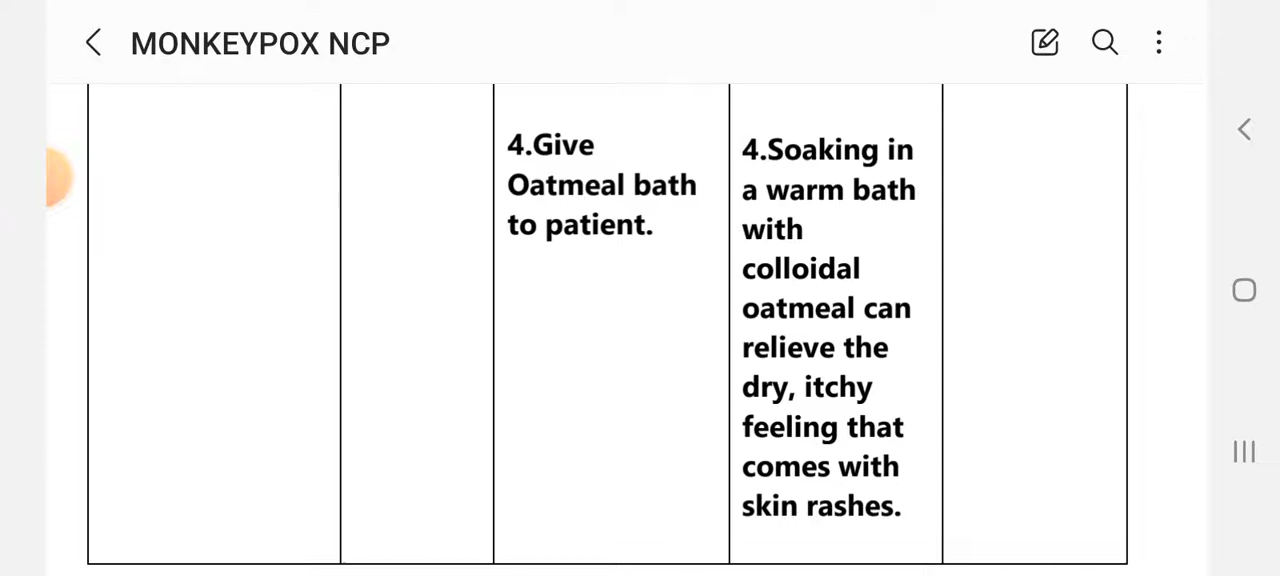 MONKEYPOX NCP
4.Give
Oatmeal bath
to patient.
4.Soaking in
a warm bath
with
colloidal
oatmeal can
relieve the
dry, itchy
feeling that
comes with
skin rashes.